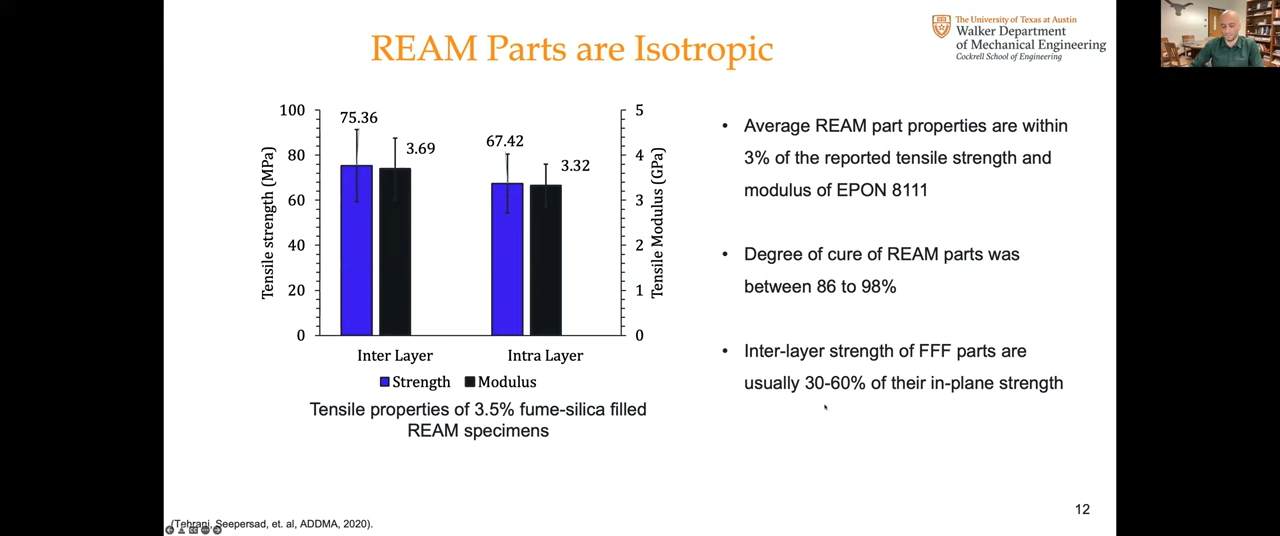 REAM Parts are Isotropic
The University of Texas at Austin
Walker Department
of Mechanical Engineering
Cockrell School of Engineering
100
80
60
40
20
0
Tensile strength (MPa)
75.36
3.69
67.42
3.32
5
4
3
2
1
0
Tensile Modulus (GPa)
Inter Layer
Intra Layer
Strength
Modulus
Tensile properties of 3.5% fume-silica filled
REAM specimens
• Average REAM part properties are within
3% of the reported tensile strength and
modulus of EPON 8111
• Degree of cure of REAM parts was
between 86 to 98%
• Inter-layer strength of FFF parts are
usually 30-60% of their in-plane strength
(Tehrani, Seepersad, et. al, ADDMA, 2020).
12